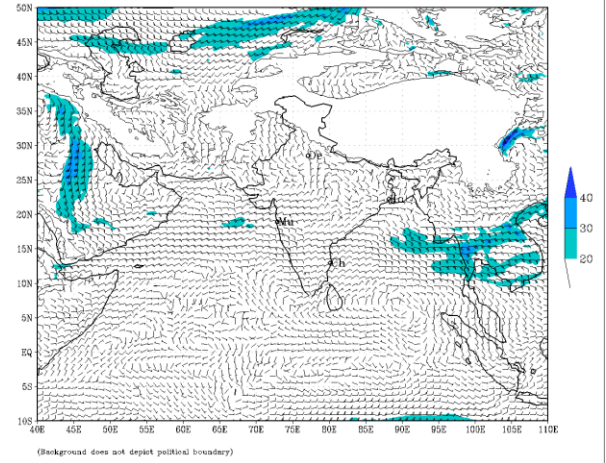 50N
45N
40N
35N
30N
25N
20N
15N
10N
5N
EQ
5S
10S
40E 45E 50E 55E 60E 65E 70E 75E 80E 85E 90E 95E 100E 105E 110E
De
Mu
Ch
40
30
20
(Background does not depict political boundary)